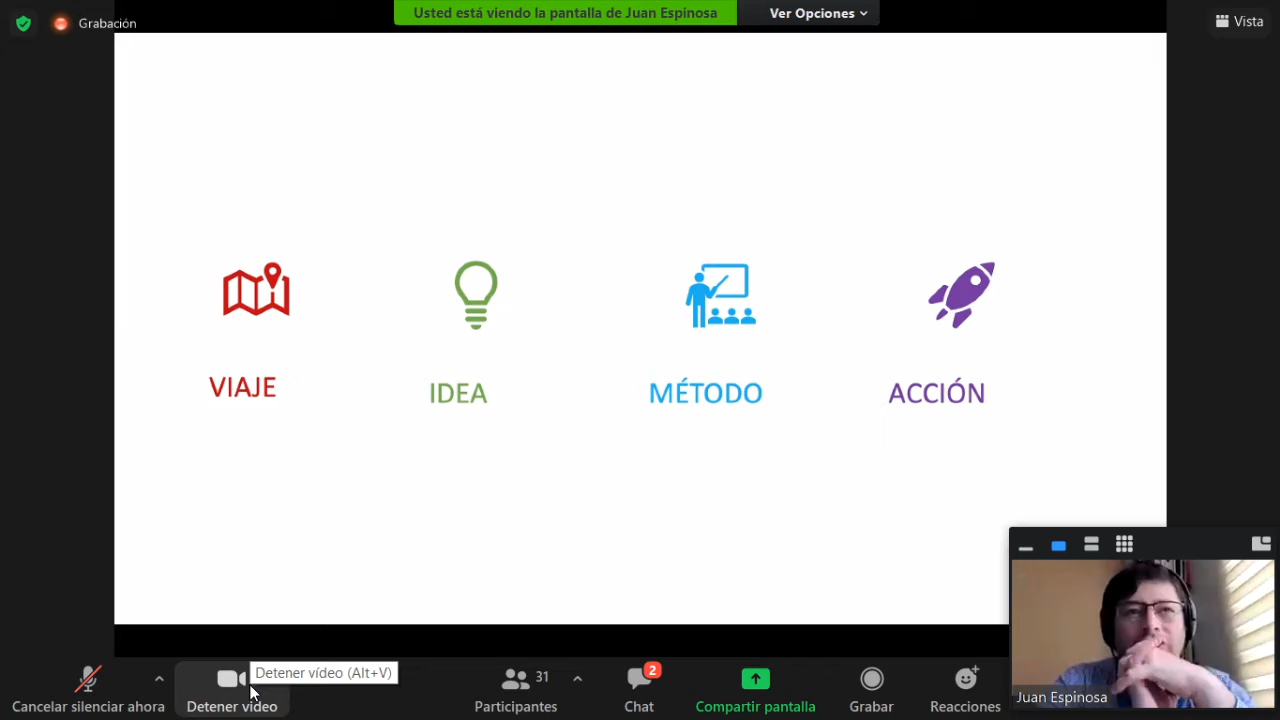 Grabación
Usted está viendo la pantalla de Juan Espinosa
Ver Opciones
Vista
VIAJE
IDEA
MÉTODO
ACCIÓN
Juan Espinosa
Detener vídeo (Alt+V)
31
2
Cancelar silenciar ahora
Detener vídeo
Participantes
Chat
Compartir pantalla
Grabar
Reacciones